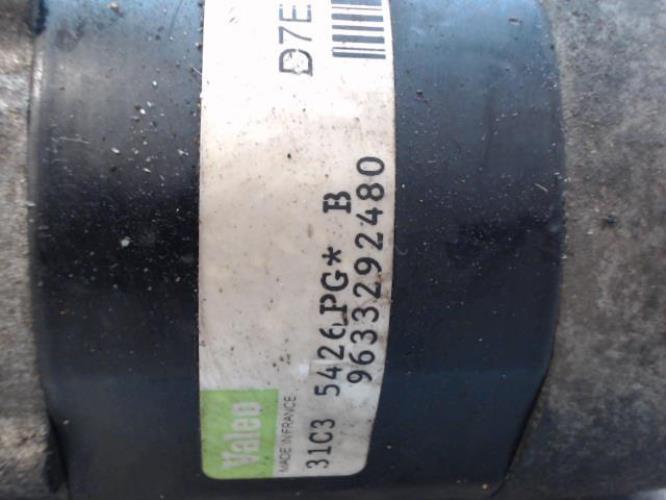 Valeo
MADE IN FRANCE
D7E
31C3 5426 PG* B
9633292480